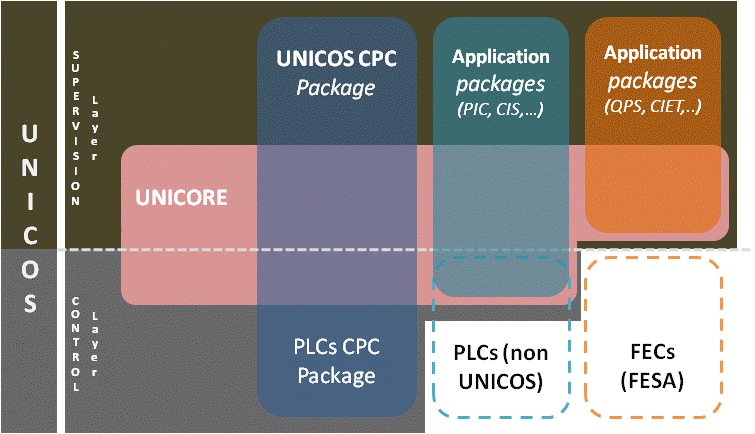 UNICOS
SUPERVISION
Layer
CONTROL
Layer
UNICOS CPC
Package
Application
packages
(PIC, CIS,...)
Application
packages
(QPS, CIET,..)
UNICORE
PLCs CPC
Package
PLCs (non
UNICOS)
FECs
(FESA)